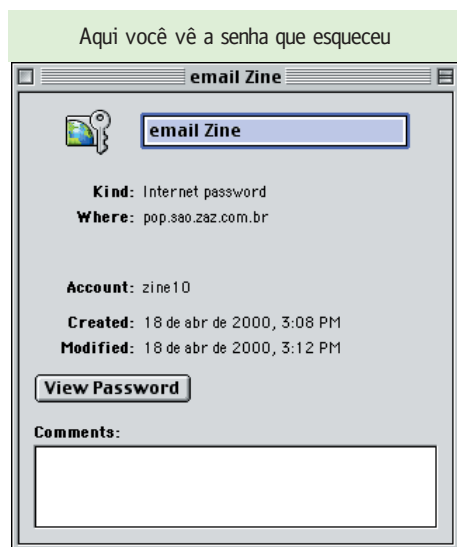 Aqui você vê a senha que esqueceu
email Zine
email Zine
Kind: Internet password
Where: pop.sao.zaz.com.br
Account: zine10
Created: 18 de abr de 2000, 3:08 PM
Modified: 18 de abr de 2000, 3:12 PM
View Password
Comments: